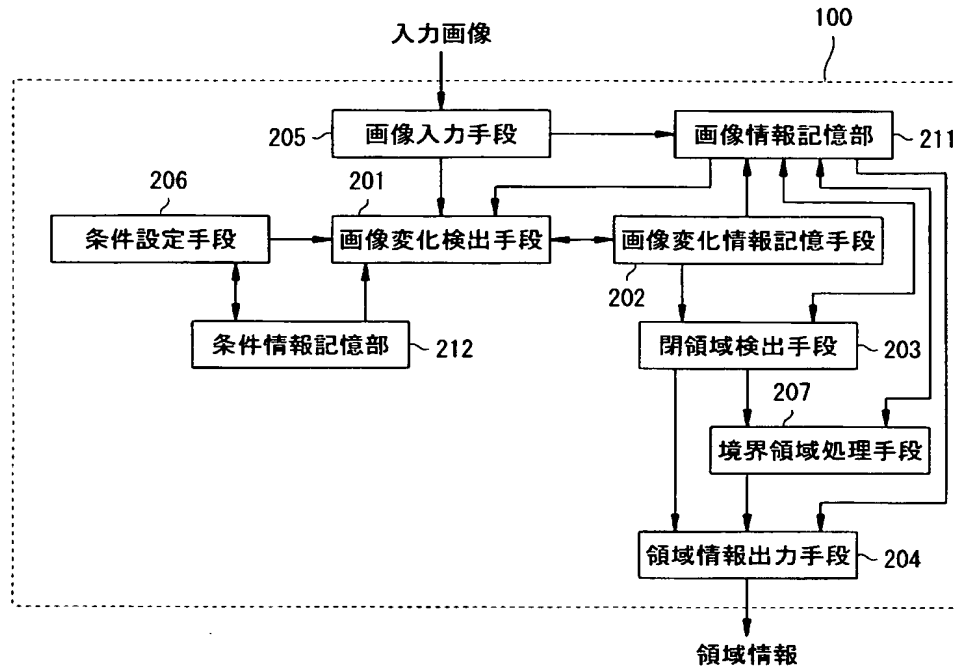 入力画像
100
画像入力手段
205
画像情報記憶部
211
206
201
条件設定手段
画像変化検出手段
画像変化情報記憶手段
202
条件情報記憶部
212
閉領域検出手段
203
207
境界領域処理手段
領域情報出力手段
204
領域情報